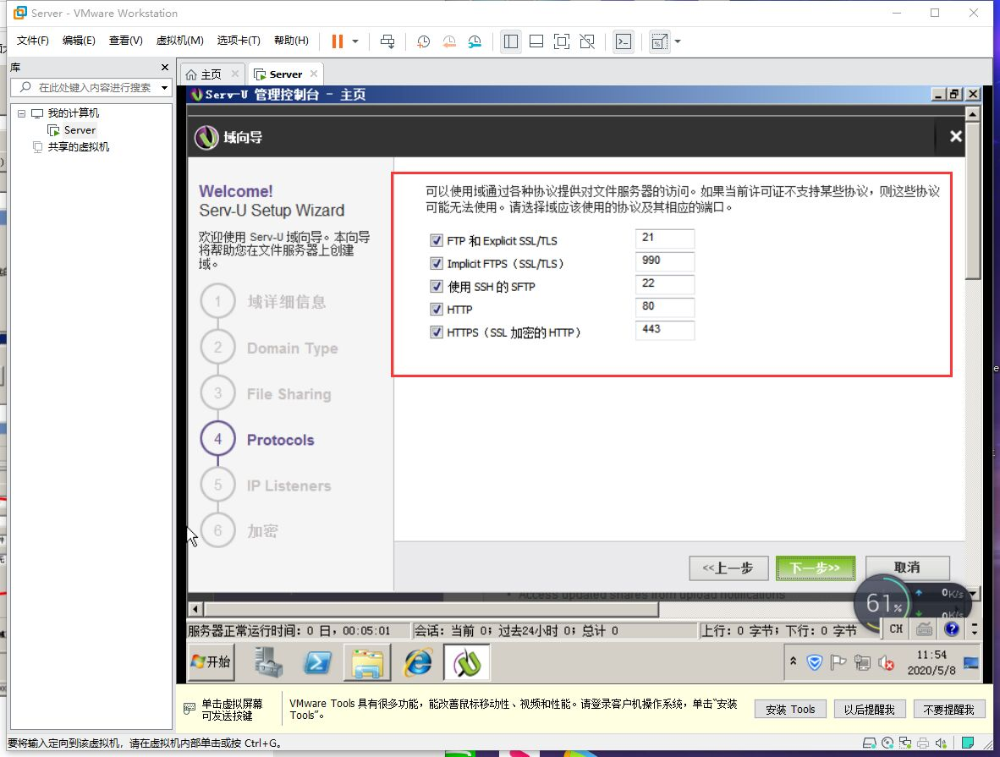 Server - VMware Workstation
文件(F) 编辑(E) 查看(V) 虚拟机(M) 选项卡(T) 帮助(H)
库
在此处键入内容进行搜索
我的计算机
Server
共享的虚拟机
主页 Server
Serv-U 管理控制台 - 主页
域向导
Welcome!
Serv-U Setup Wizard
欢迎使用 Serv-U 域向导。本向导
将帮助您在文件服务器上创建
域。
1 域详细信息
2 Domain Type
3 File Sharing
4 Protocols
5 IP Listeners
6 加密
可以使用域通过各种协议提供对文件服务器的访问。如果当前许可证不支持某些协议，则这些协议
可能无法使用。请选择域应该使用的协议及其相应的端口。
FTP 和 Explicit SSL/TLS 21
Implicit FTPS（SSL/TLS） 990
使用 SSH 的 SFTP 22
HTTP 80
HTTPS（SSL 加密的 HTTP） 443
<<上一步 下一步>> 取消
Access updated shares from upload notifications
61%
0K/s
0K/s
服务器正常运行时间：0 日，00:05:01 会话：当前 0；过去24小时 0；总计 0 上行：0 字节；下行：0 字节
CH
开始
11:54
2020/5/8
单击虚拟屏幕
可发送按键
VMware Tools 具有很多功能，能改善鼠标移动性、视频和性能。请登录客户机操作系统，单击“安装
Tools”。
安装 Tools 以后提醒我 不要提醒我
要将输入定向到该虚拟机，请在虚拟机内部单击或按 Ctrl+G。